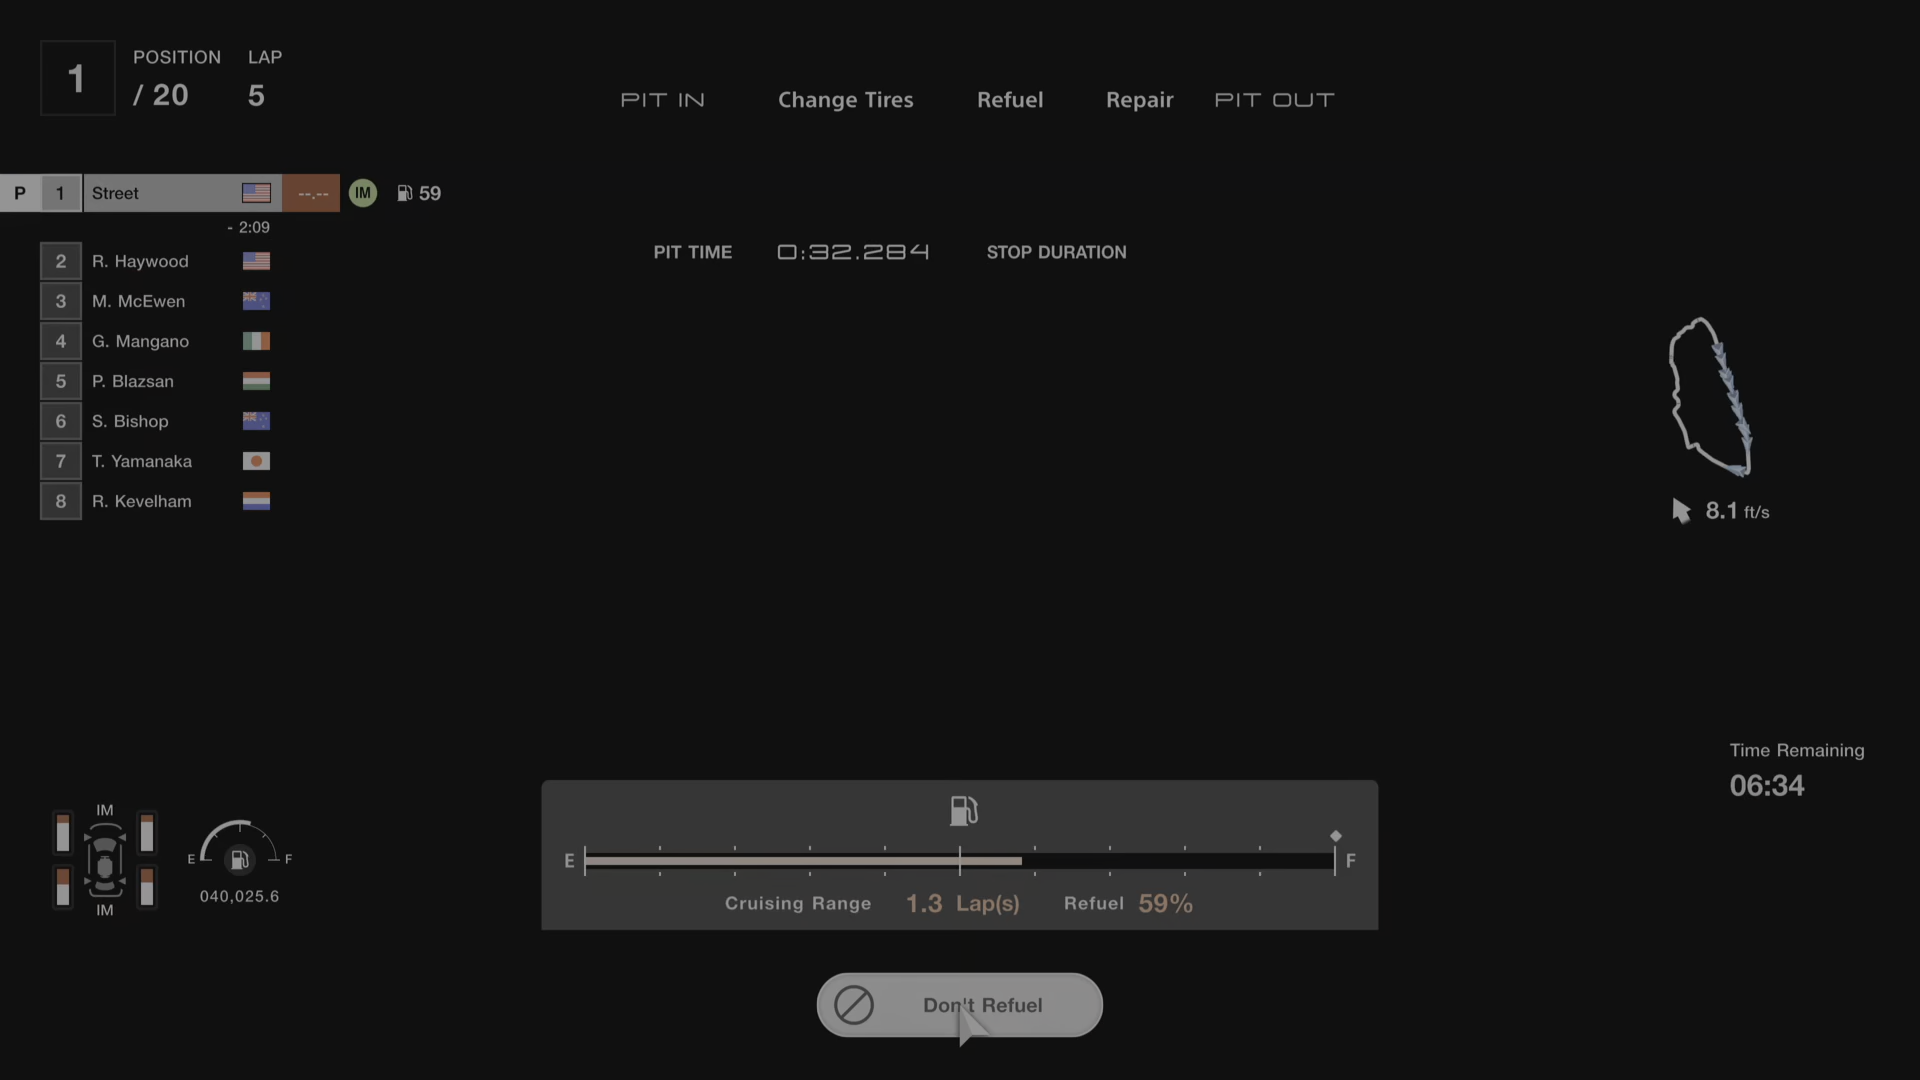 1
POSITION LAP
/ 20 5
PIT IN Change Tires Refuel Repair PIT OUT
P 1 Street --.-- IM 59
- 2:09
2 R. Haywood
3 M. McEwen
4 G. Mangano
5 P. Blazsan
6 S. Bishop
7 T. Yamanaka
8 R. Kevelham
PIT TIME 0:32.284 STOP DURATION
8.1 ft/s
Time Remaining
06:34
IM
IM
E F
040,025.6
E F
Cruising Range 1.3 Lap(s) Refuel 59%
Don't Refuel